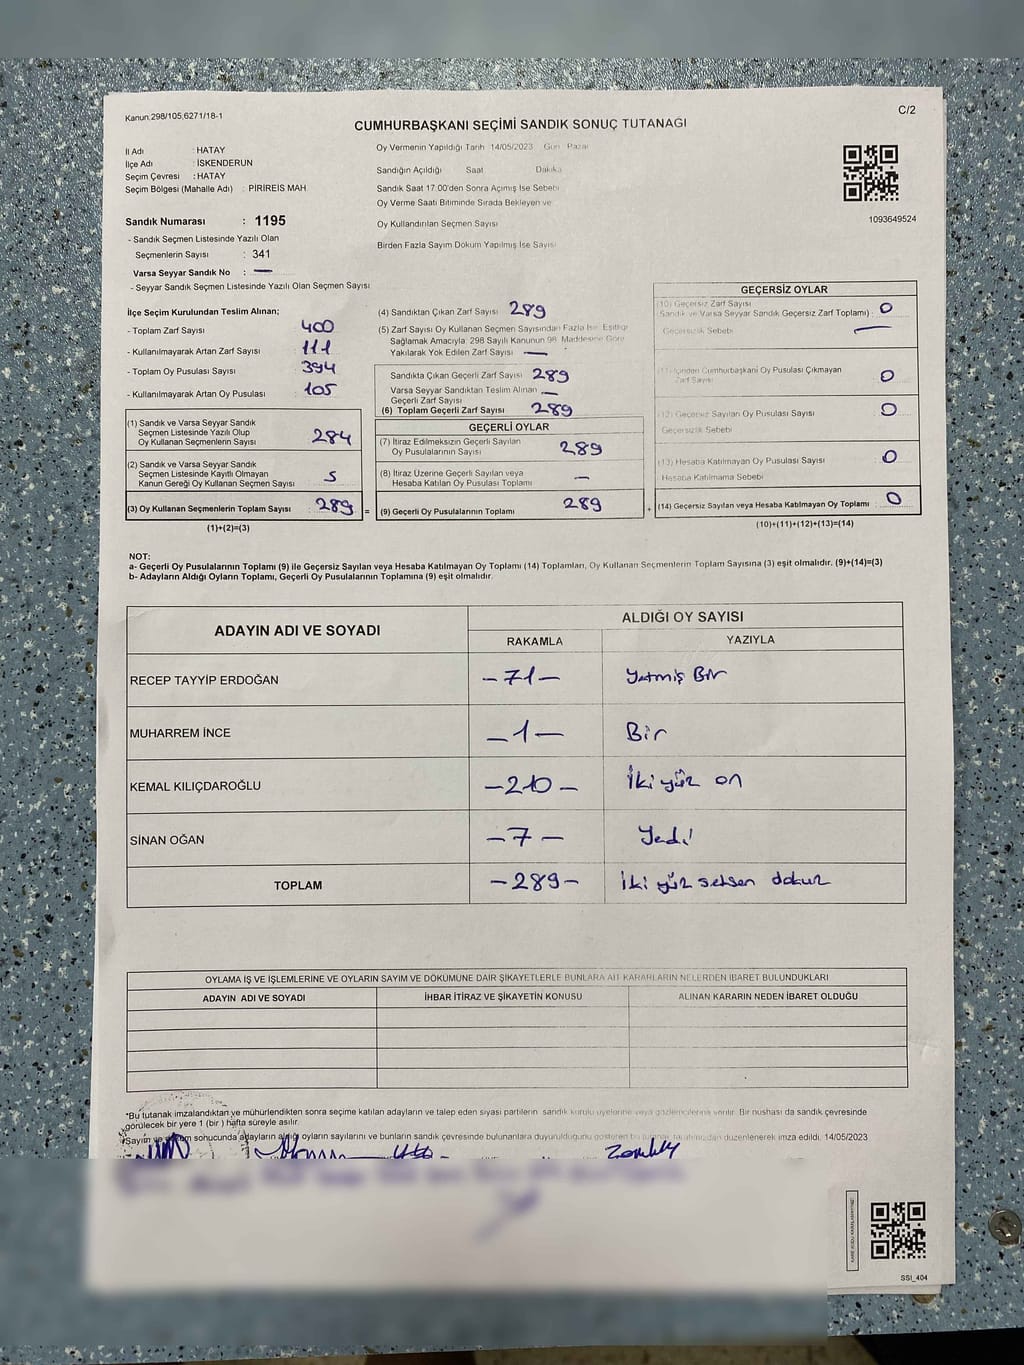 Kanun:298/105,6271/18-1
C/2
CUMHURBAŞKANI SEÇİMİ SANDIK SONUÇ TUTANAĞI
İl Adı : HATAY
İlçe Adı : İSKENDERUN
Seçim Çevresi : HATAY
Seçim Bölgesi (Mahalle Adı) : PİRİREİS MAH
Sandık Numarası : 1195
- Sandık Seçmen Listesinde Yazılı Olan
Seçmenlerin Sayısı : 341
Varsa Seyyar Sandık No : —
- Seyyar Sandık Seçmen Listesinde Yazılı Olan Seçmen Sayısı
Oy Vermenin Yapıldığı Tarih 14/05/2023 Gün Pazar
Sandığın Açıldığı Saat Dakika
Sandık Saat 17.00'den Sonra Açımış İse Sebebi
Oy Verme Saati Bitiminde Sırada Bekleyen ve
Oy Kullandırılan Seçmen Sayısı
Birden Fazla Sayım Döküm Yapılmış İse Sayısı
1093649524
İlçe Seçim Kurulundan Teslim Alınan;
- Toplam Zarf Sayısı 400
- Kullanılmayarak Artan Zarf Sayısı 111
- Toplam Oy Pusulası Sayısı 394
- Kullanılmayarak Artan Oy Pusulası 105
(1) Sandık ve Varsa Seyyar Sandık
Seçmen Listesinde Yazılı Olup
Oy Kullanan Seçmenlerin Sayısı 284
(2) Sandık ve Varsa Seyyar Sandık
Seçmen Listesinde Kayıtlı Olmayan
Kanun Gereği Oy Kullanan Seçmen Sayısı 5
(3) Oy Kullanan Seçmenlerin Toplam Sayısı 289 =
(1)+(2)=(3)
(4) Sandıktan Çıkan Zarf Sayısı 289
(5) Zarf Sayısı Oy Kullanan Seçmen Sayısından Fazla İse, Eşitliği
Sağlamak Amacıyla, 298 Sayılı Kanunun 98. Maddesine Göre
Yakılarak Yok Edilen Zarf Sayısı —
Sandıkta Çıkan Geçerli Zarf Sayısı 289
Varsa Seyyar Sandıktan Teslim Alınan
Geçerli Zarf Sayısı —
(6) Toplam Geçerli Zarf Sayısı 289
GEÇERLİ OYLAR
(7) İtiraz Edilmeksizin Geçerli Sayılan
Oy Pusulalarının Sayısı 289
(8) İtiraz Üzerine Geçerli Sayılan veya
Hesaba Katılan Oy Pusulası Toplamı —
(9) Geçerli Oy Pusulalarının Toplamı 289 +
GEÇERSİZ OYLAR
(10) Geçersiz Zarf Sayısı
(Sandık ve Varsa Seyyar Sandık Geçersiz Zarf Toplamı) : 0
Geçersizlik Sebebi —
(11) İçinden Cumhurbaşkanı Oy Pusulası Çıkmayan
Zarf Sayısı 0
(12) Geçersiz Sayılan Oy Pusulası Sayısı 0
Geçersizlik Sebebi
(13) Hesaba Katılmayan Oy Pusulası Sayısı 0
Hesaba Katılmama Sebebi
(14) Geçersiz Sayılan veya Hesaba Katılmayan Oy Toplamı 0
(10)+(11)+(12)+(13)=(14)
NOT:
a- Geçerli Oy Pusulalarının Toplamı (9) ile Geçersiz Sayılan veya Hesaba Katılmayan Oy Toplamı (14) Toplamları, Oy Kullanan Seçmenlerin Toplam Sayısına (3) eşit olmalıdır. (9)+(14)=(3)
b- Adayların Aldığı Oyların Toplamı, Geçerli Oy Pusulalarının Toplamına (9) eşit olmalıdır.
ADAYIN ADI VE SOYADI ALDIĞI OY SAYISI
RAKAMLA YAZIYLA
RECEP TAYYİP ERDOĞAN -71- Yetmiş Bir
MUHARREM İNCE -1- Bir
KEMAL KILIÇDAROĞLU -210- İki yüz on
SİNAN OĞAN -7- Yedi
TOPLAM -289- İki yüz seksen dokuz
OYLAMA İŞ VE İŞLEMLERİNE VE OYLARIN SAYIM VE DÖKÜMÜNE DAİR ŞİKAYETLERLE BUNLARA AİT KARARLARIN NELERDEN İBARET BULUNDUKLARI
ADAYIN ADI VE SOYADI İHBAR İTİRAZ VE ŞİKAYETİN KONUSU ALINAN KARARIN NEDEN İBARET OLDUĞU
*Bu tutanak imzalandıktan ve mühürlendikten sonra seçime katılan adayların ve talep eden siyasi partilerin sandık kurulu üyelerine veya gözlemcilerine verilir. Bir nüshası da sandık çevresinde
görülecek bir yere 1 (bir) hafta süreyle asılır.
*Sayım ve sonucunda adayların aldığı oyların sayılarını ve bunların sandık çevresinde bulunanlara duyurulduğunu gösteren bu düzenlenerek imza edildi. 14/05/2023
SSİ_404